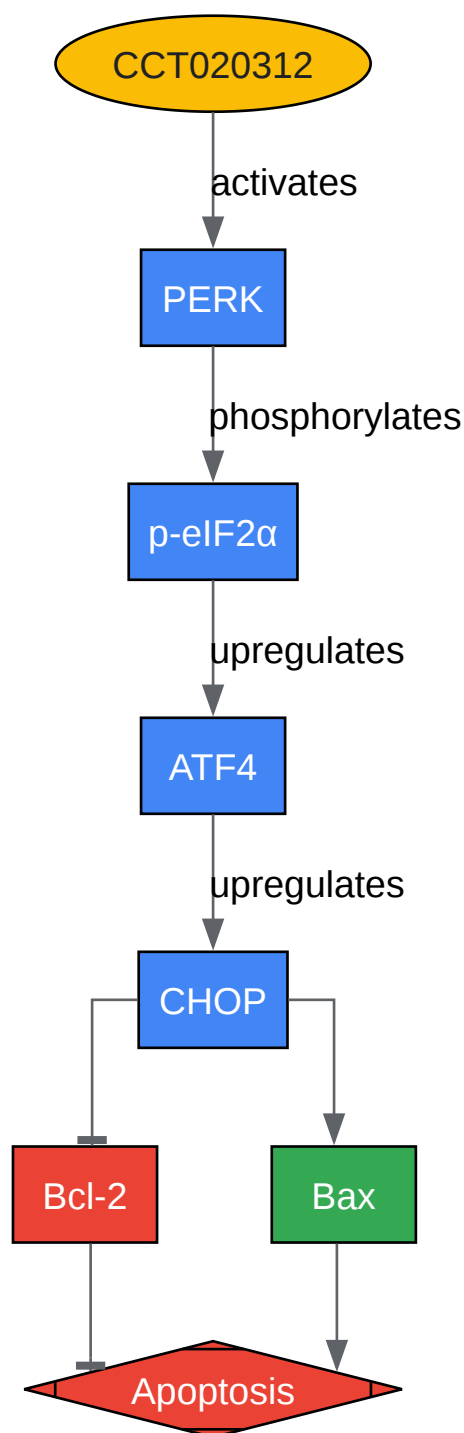 CCT020312
activates
PERK
phosphorylates
p-eIF2α
upregulates
ATF4
upregulates
CHOP
Bcl-2
Bax
Apoptosis